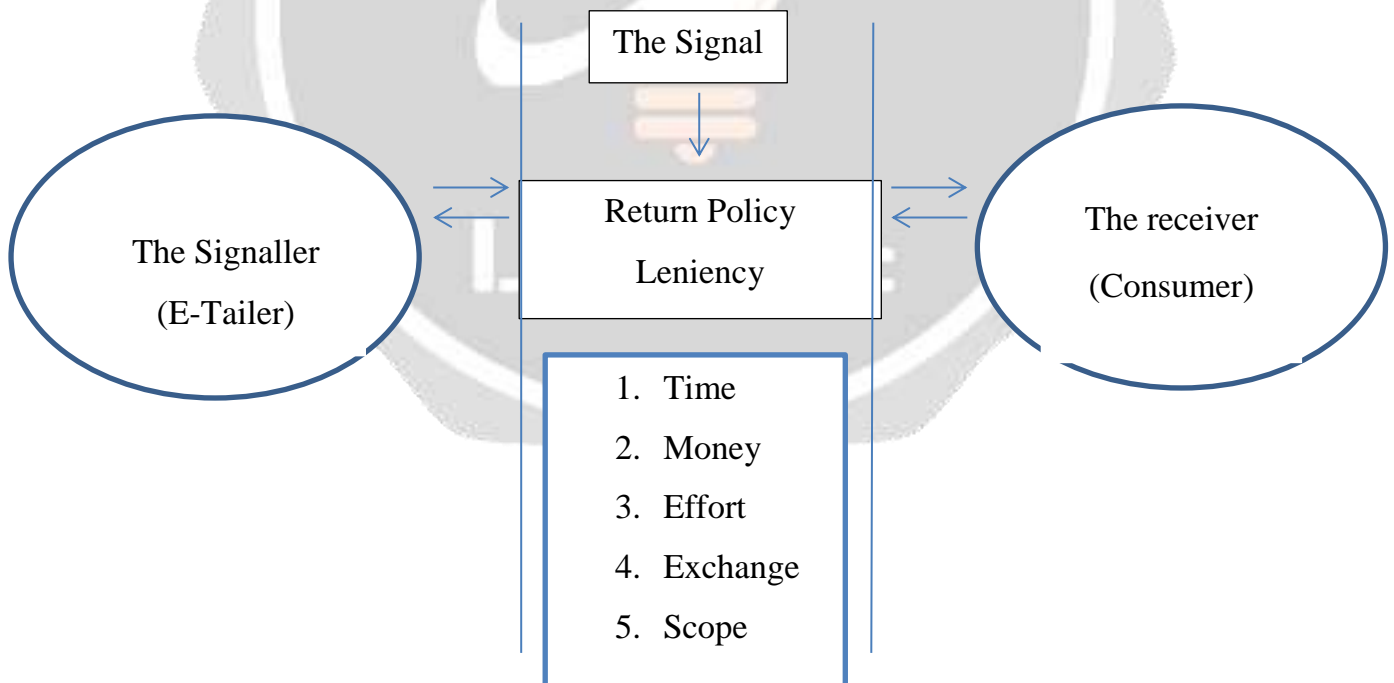 The Signal
Return Policy
Leniency
The Signaller
(E-Tailer)
The receiver
(Consumer)
1. Time
2. Money
3. Effort
4. Exchange
5. Scope